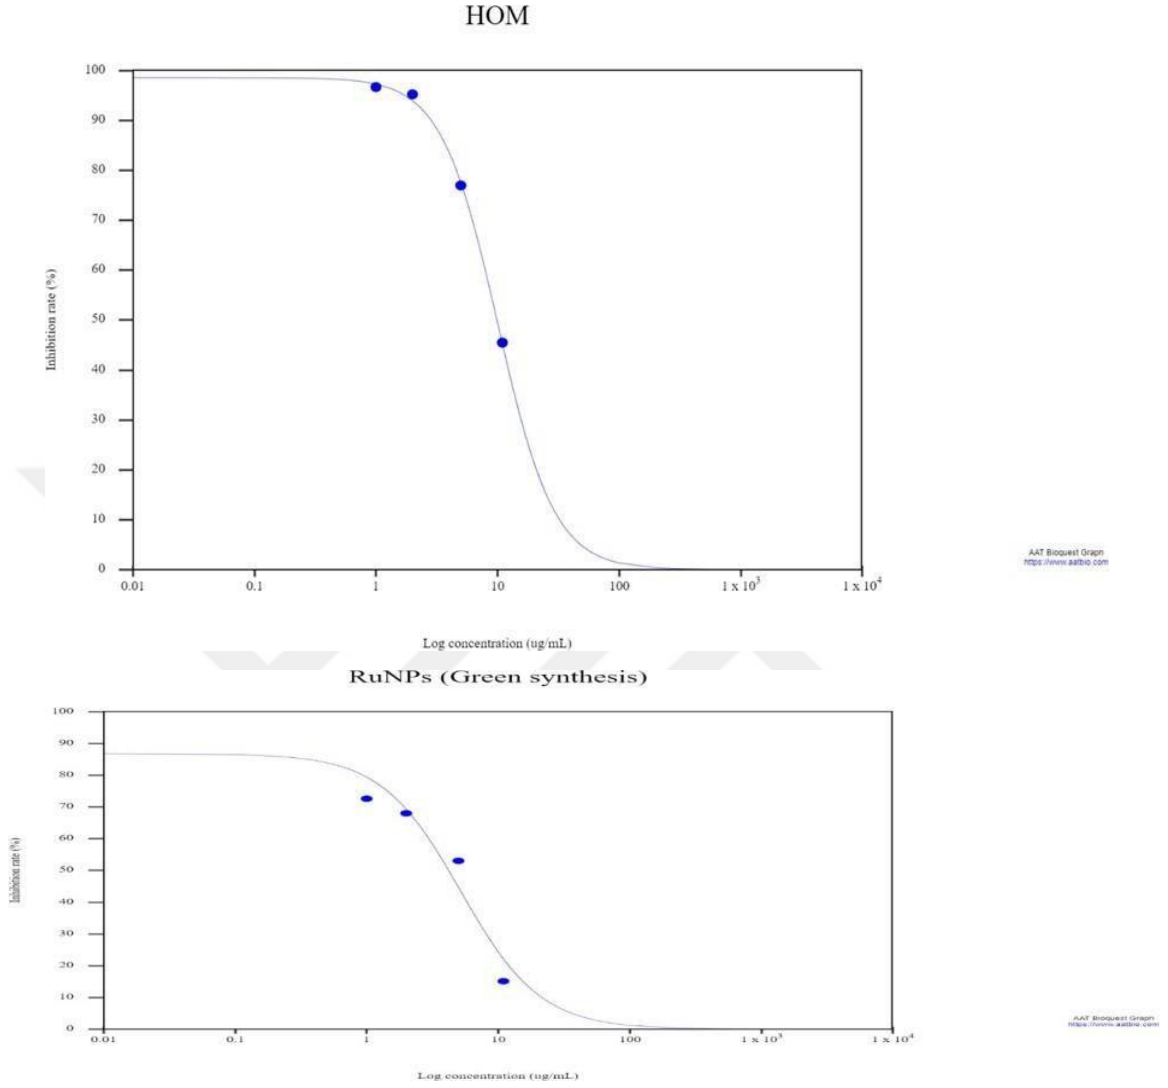 HOM
100
90
80
70
60
50
40
30
20
10
0
Inhibition rate (%)
0.01 0.1 1 10 100 1 x 10³ 1 x 10⁴
Log concentration (ug/mL)
AAT Bioquest Graph
https://www.aatbio.com
RuNPs (Green synthesis)
100
90
80
70
60
50
40
30
20
10
0
Inhibition rate (%)
0.01 0.1 1 10 100 1 x 10³ 1 x 10⁴
Log concentration (ug/mL)
AAT Bioquest Graph
https://www.aatbio.com